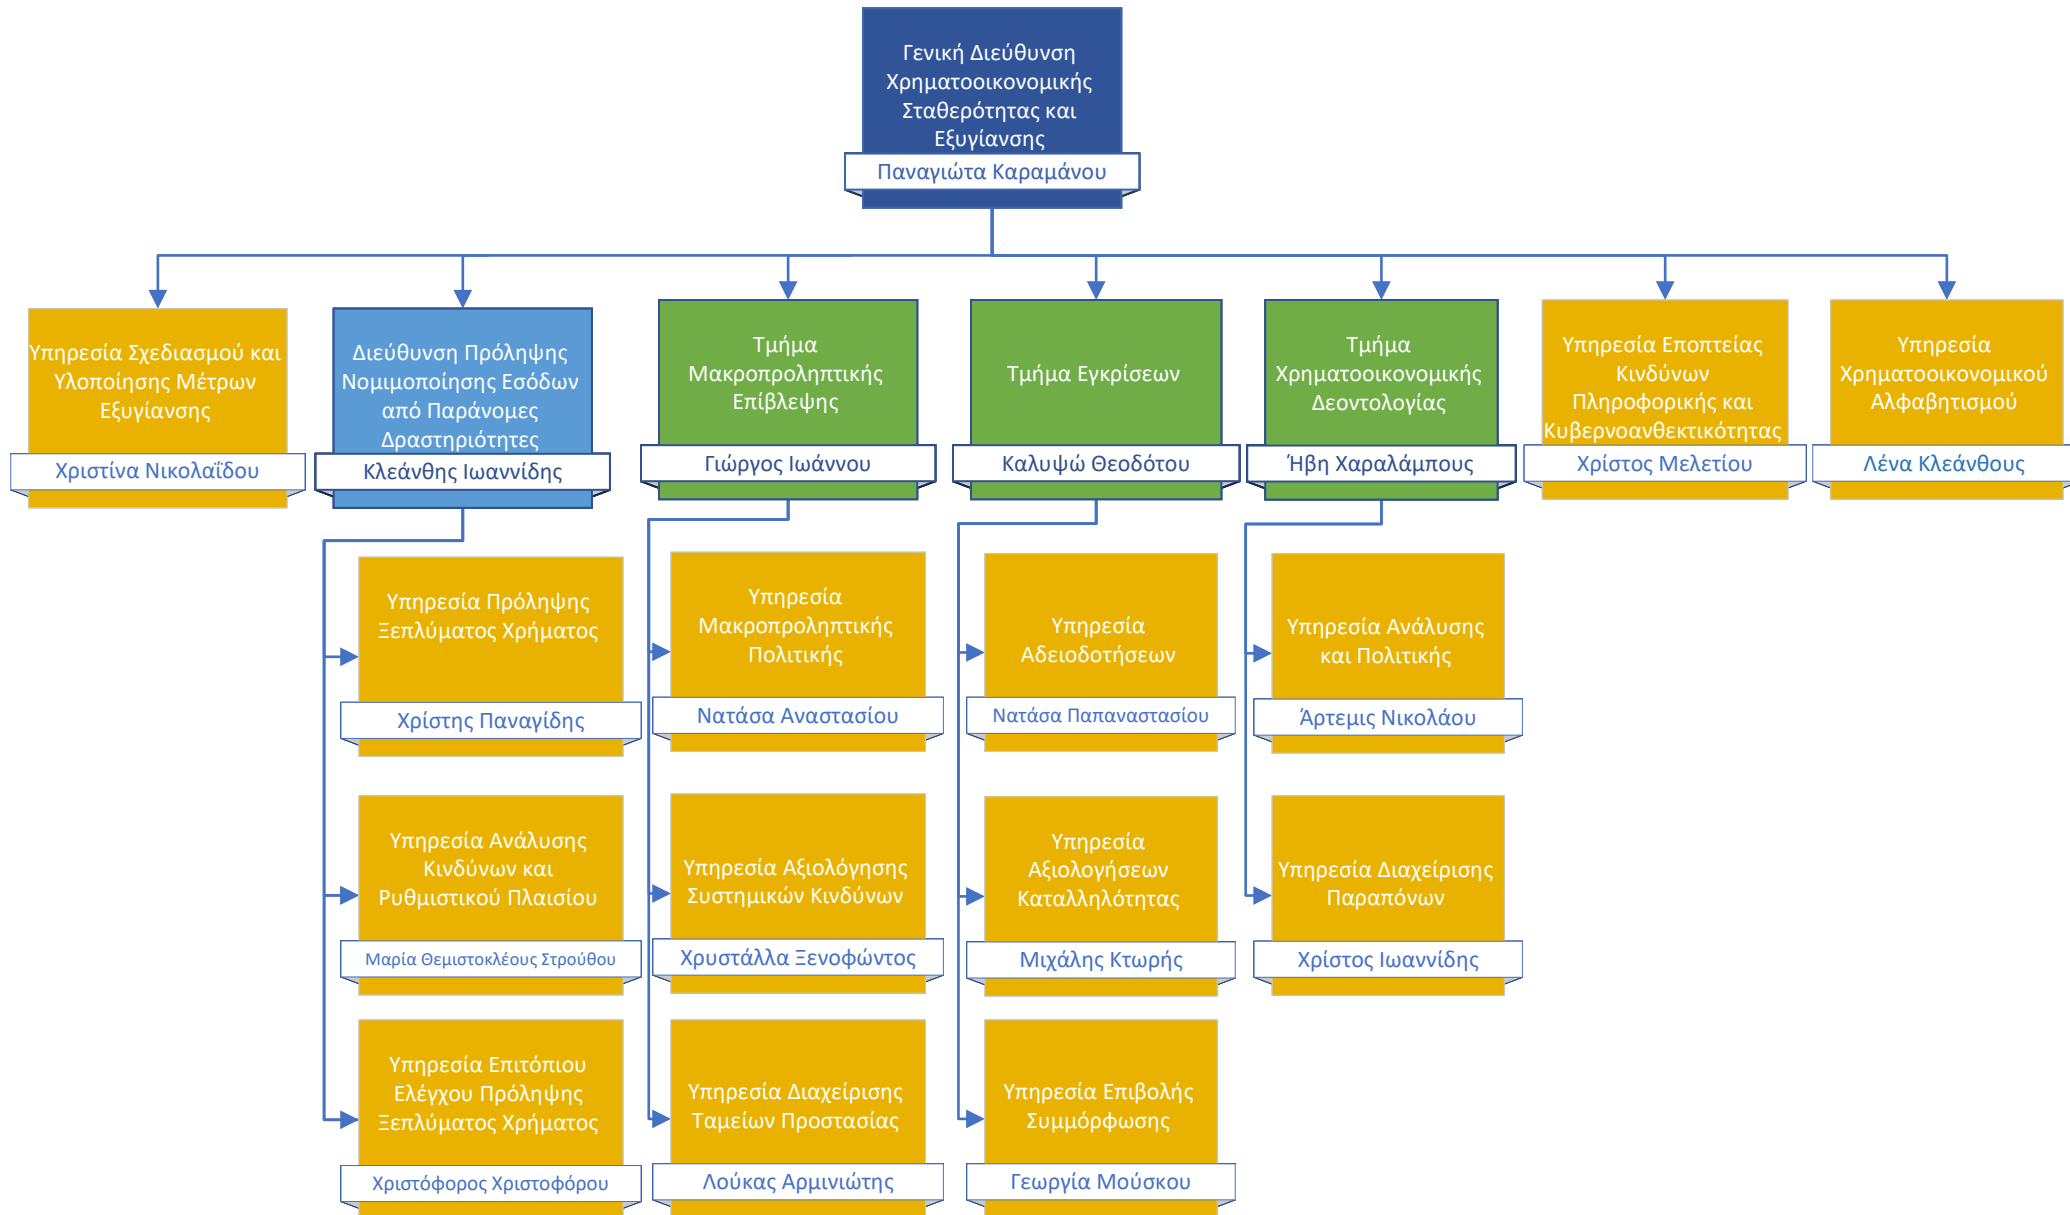 Γενική Διεύθυνση
Χρηματοοικονομικής
Σταθερότητας και
Εξυγίανσης
Παναγιώτα Καραμάνου
Υπηρεσία Σχεδιασμού και
Υλοποίησης Μέτρων
Εξυγίανσης
Χριστίνα Νικολαΐδου
Διεύθυνση Πρόληψης
Νομιμοποίησης Εσόδων
από Παράνομες
Δραστηριότητες
Κλεάνθης Ιωαννίδης
Τμήμα
Μακροπροληπτικής
Επίβλεψης
Γιώργος Ιωάννου
Τμήμα Εγκρίσεων
Καλυψώ Θεοδότου
Τμήμα
Χρηματοοικονομικής
Δεοντολογίας
Ήβη Χαραλάμπους
Υπηρεσία Εποπτείας
Κινδύνων
Πληροφορικής και
Κυβερνοανθεκτικότητας
Χρίστος Μελετίου
Υπηρεσία
Χρηματοοικονομικού
Αλφαβητισμού
Λένα Κλεάνθους
Υπηρεσία Πρόληψης
Ξεπλύματος Χρήματος
Χρίστης Παναγίδης
Υπηρεσία
Μακροπροληπτικής
Πολιτικής
Νατάσα Αναστασίου
Υπηρεσία
Αδειοδοτήσεων
Νατάσα Παπαναστασίου
Υπηρεσία Ανάλυσης
και Πολιτικής
Άρτεμις Νικολάου
Υπηρεσία Ανάλυσης
Κινδύνων και
Ρυθμιστικού Πλαισίου
Μαρία Θεμιστοκλέους Στρούθου
Υπηρεσία Αξιολόγησης
Συστημικών Κινδύνων
Χρυστάλλα Ξενοφώντος
Υπηρεσία
Αξιολογήσεων
Καταλληλότητας
Μιχάλης Κτωρής
Υπηρεσία Διαχείρισης
Παραπόνων
Χρίστος Ιωαννίδης
Υπηρεσία Επιτόπιου
Ελέγχου Πρόληψης
Ξεπλύματος Χρήματος
Χριστόφορος Χριστοφόρου
Υπηρεσία Διαχείρισης
Ταμείων Προστασίας
Λούκας Αρμινιώτης
Υπηρεσία Επιβολής
Συμμόρφωσης
Γεωργία Μούσκου